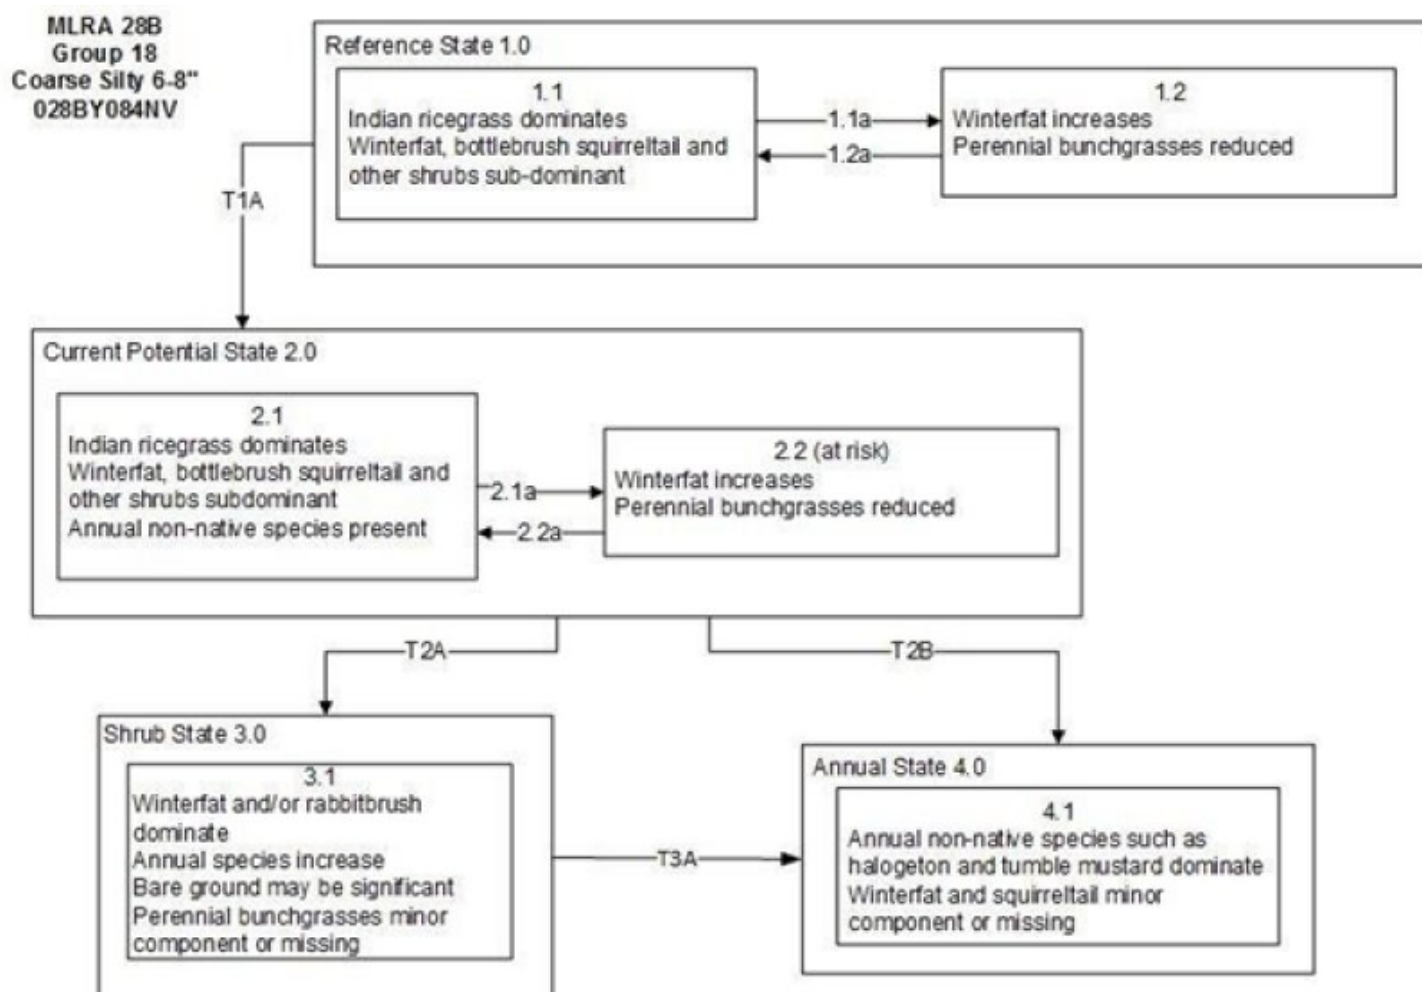 MLRA 28B
Group 18
Coarse Silty 6-8"
028BY084NV
Reference State 1.0
1.1
Indian ricegrass dominates
Winterfat, bottlebrush squirreltail and
other shrubs sub-dominant
1.1a
1.2a
1.2
Winterfat increases
Perennial bunchgrasses reduced
T1A
Current Potential State 2.0
2.1
Indian ricegrass dominates
Winterfat, bottlebrush squirreltail and
other shrubs subdominant
Annual non-native species present
2.1a
2.2a
2.2 (at risk)
Winterfat increases
Perennial bunchgrasses reduced
T2A
T2B
Shrub State 3.0
3.1
Winterfat and/or rabbitbrush
dominate
Annual species increase
Bare ground may be significant
Perennial bunchgrasses minor
component or missing
T3A
Annual State 4.0
4.1
Annual non-native species such as
halogeton and tumble mustard dominate
Winterfat and squirreltail minor
component or missing